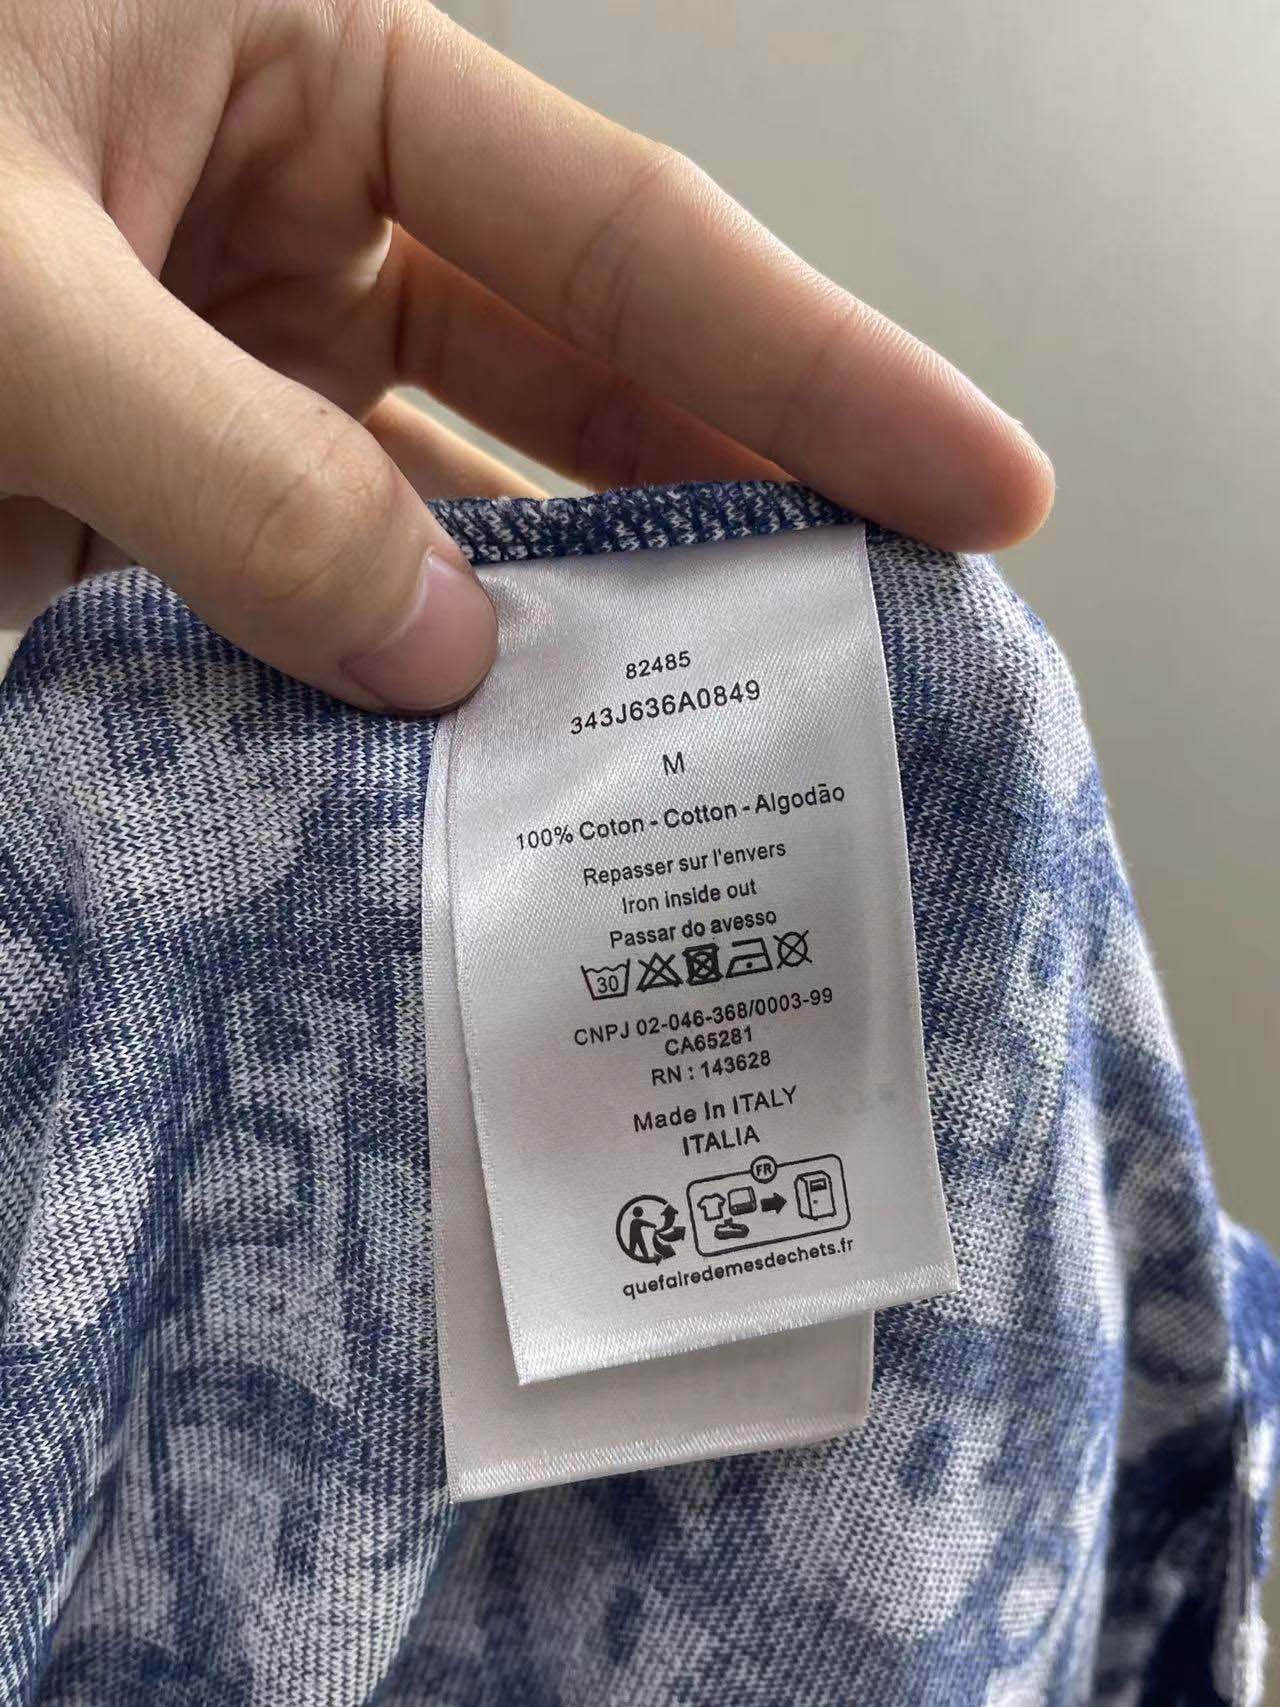 82485
343J636A0849
M
100% Coton - Cotton - Algodão
Repasser sur l'envers
Iron inside out
Passar do avesso
30
CNPJ 02-046-368/0003-99
CA65281
RN : 143628
Made In ITALY
ITALIA
FR
quefairedemesdechets.fr